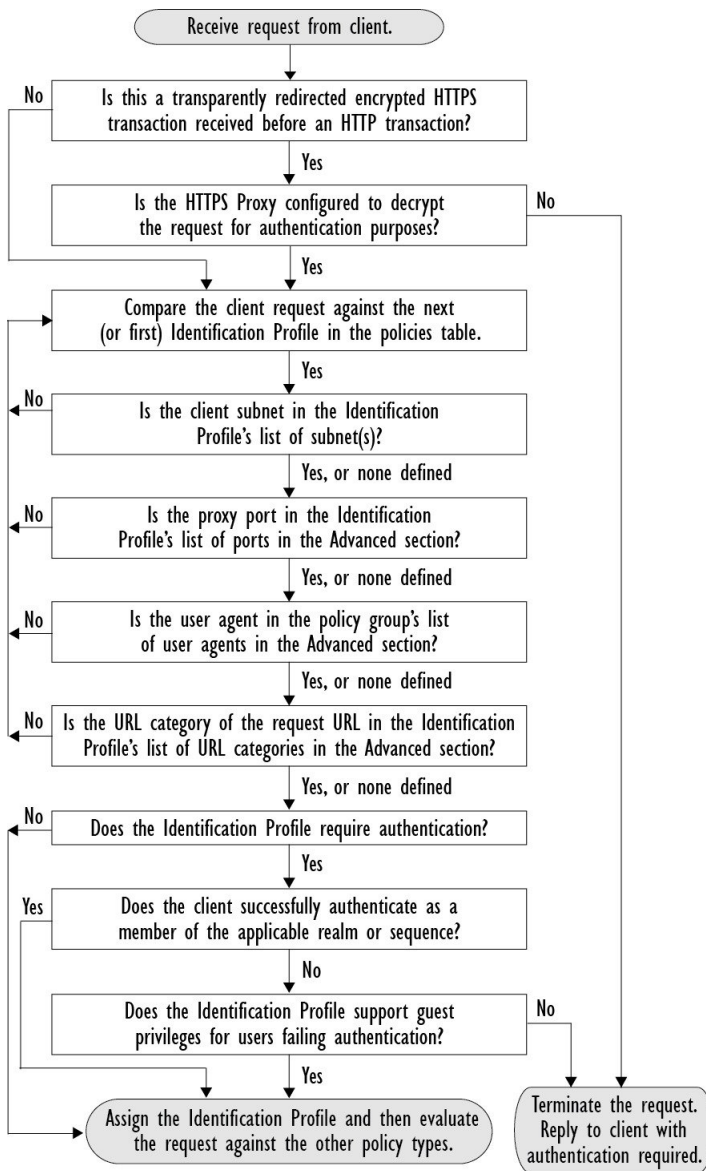 Receive request from client.
No
Is this a transparently redirected encrypted HTTPS
transaction received before an HTTP transaction?
Yes
Is the HTTPS Proxy configured to decrypt
the request for authentication purposes?
No
Yes
Compare the client request against the next
(or first) Identification Profile in the policies table.
Yes
No
Is the client subnet in the Identification
Profile's list of subnet(s)?
Yes, or none defined
No
Is the proxy port in the Identification
Profile's list of ports in the Advanced section?
Yes, or none defined
No
Is the user agent in the policy group's list
of user agents in the Advanced section?
Yes, or none defined
No
Is the URL category of the request URL in the Identification
Profile's list of URL categories in the Advanced section?
Yes, or none defined
No
Does the Identification Profile require authentication?
Yes
Yes
Does the client successfully authenticate as a
member of the applicable realm or sequence?
No
Does the Identification Profile support guest
privileges for users failing authentication?
No
Yes
Assign the Identification Profile and then evaluate
the request against the other policy types.
Terminate the request.
Reply to client with
authentication required.